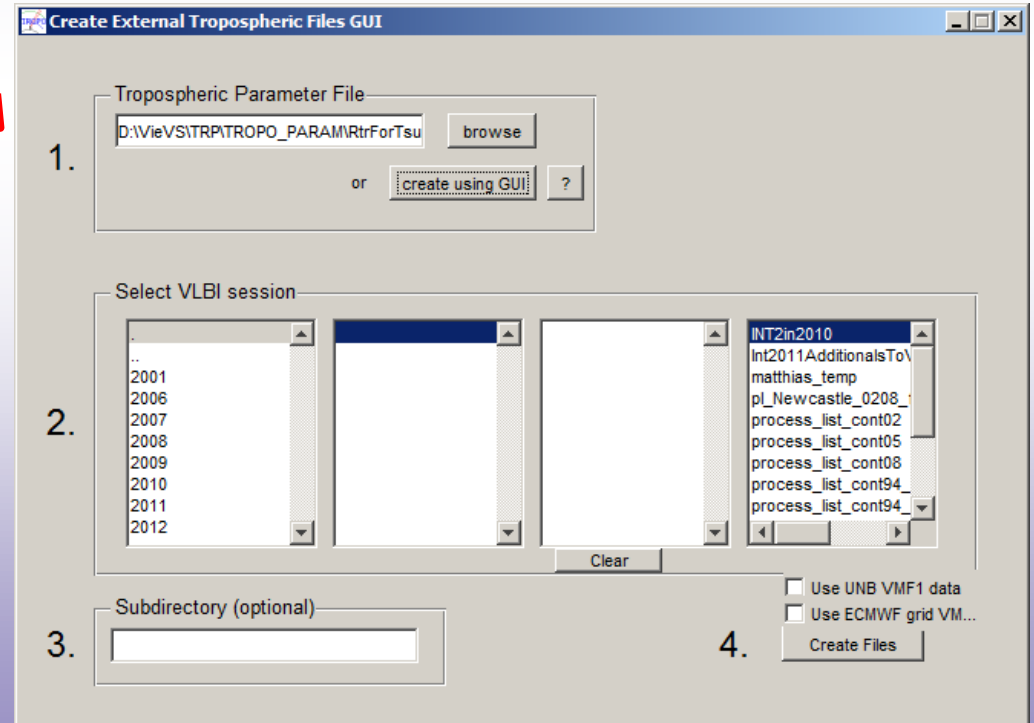 TROPO Create External Tropospheric Files GUI
1.
Tropospheric Parameter File
D:\VieVS\TRP\TROPO_PARAM\RtrForTsu
browse
or
create using GUI
?
2.
Select VLBI session
.
..
2001
2006
2007
2008
2009
2010
2011
2012
INT2in2010
Int2011AdditionalsTo
matthias_temp
pl_Newcastle_0208_
process_list_cont02
process_list_cont05
process_list_cont08
process_list_cont94_
process_list_cont94_
Clear
3.
Subdirectory (optional)
Use UNB VMF1 data
Use ECMWF grid VM...
4.
Create Files